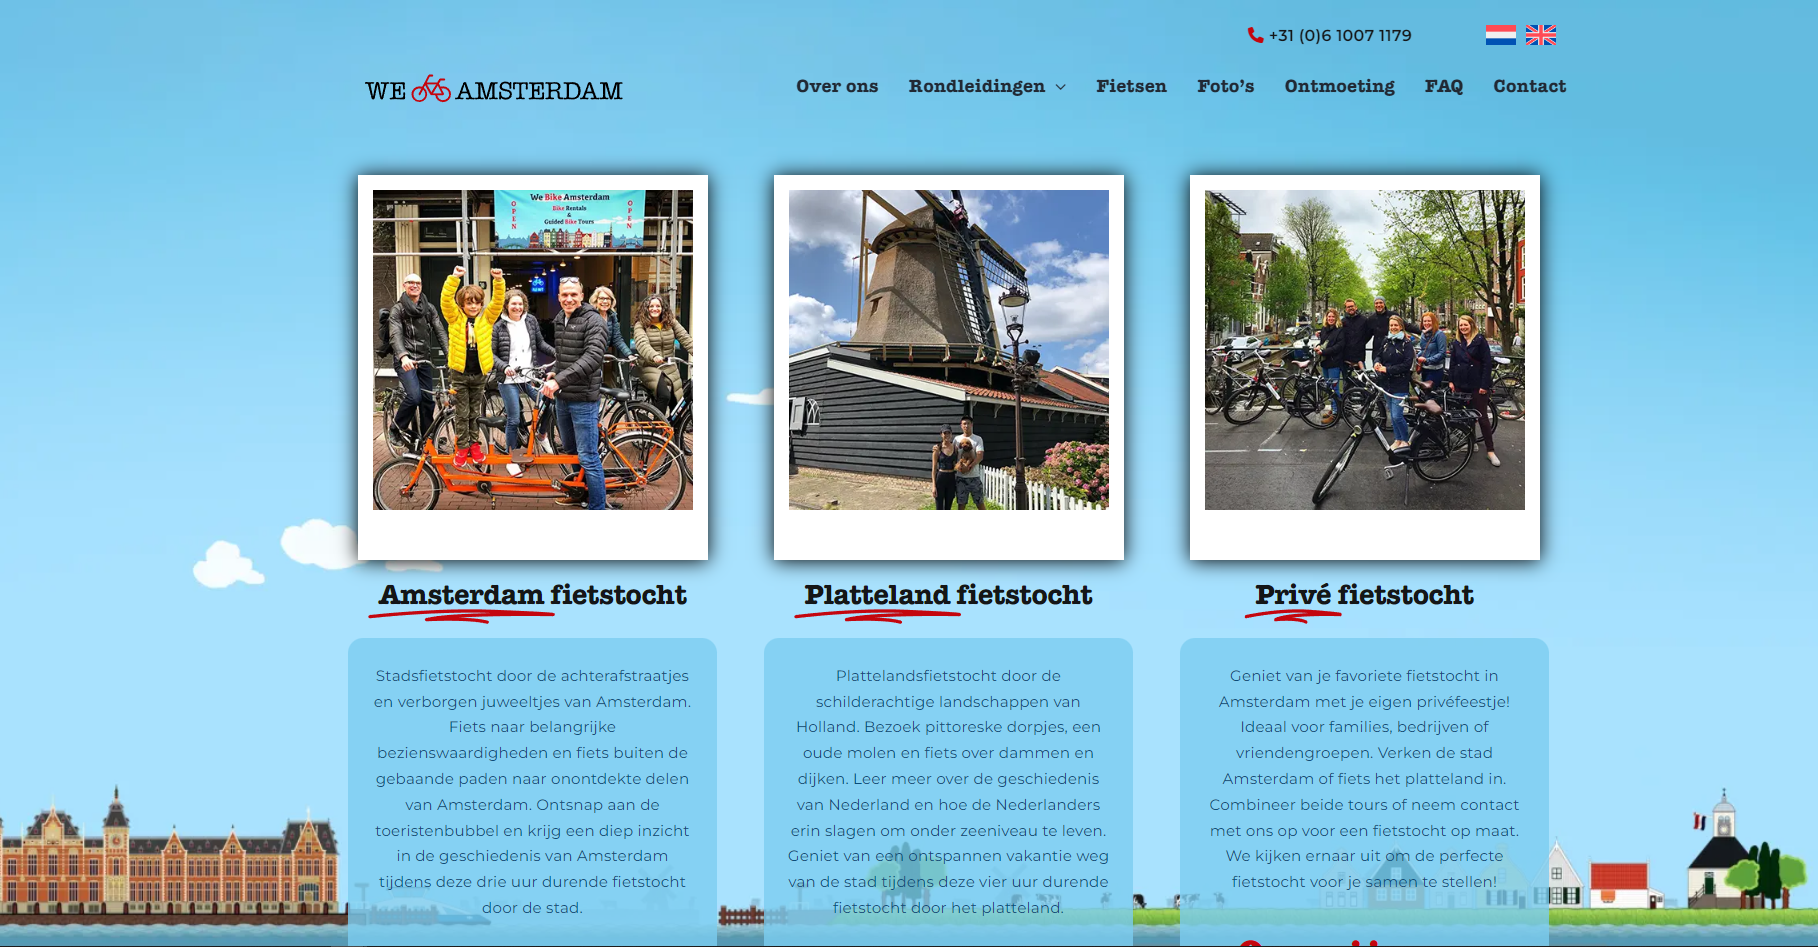 +31 (0)6 1007 1179
WE AMSTERDAM
Over ons Rondleidingen Fietsen Foto's Ontmoeting FAQ Contact
We Bike Amsterdam
Bike Rentals
&
Guided Bike Tours
OPEN
OPEN
Amsterdam fietstocht
Stadsfietstocht door de achterafstraatjes
en verborgen juweeltjes van Amsterdam.
Fiets naar belangrijke
bezienswaardigheden en fiets buiten de
gebaande paden naar onontdekte delen
van Amsterdam. Ontsnap aan de
toeristenbubbel en krijg een diep inzicht
in de geschiedenis van Amsterdam
tijdens deze drie uur durende fietstocht
door de stad.
Platteland fietstocht
Plattelandsfietstocht door de
schilderachtige landschappen van
Holland. Bezoek pittoreske dorpjes, een
oude molen en fiets over dammen en
dijken. Leer meer over de geschiedenis
van Nederland en hoe de Nederlanders
erin slagen om onder zeeniveau te leven.
Geniet van een ontspannen vakantie weg
van de stad tijdens deze vier uur durende
fietstocht door het platteland.
Privé fietstocht
Geniet van je favoriete fietstocht in
Amsterdam met je eigen privéfeestje!
Ideaal voor families, bedrijven of
vriendengroepen. Verken de stad
Amsterdam of fiets het platteland in.
Combineer beide tours of neem contact
met ons op voor een fietstocht op maat.
We kijken ernaar uit om de perfecte
fietstocht voor je samen te stellen!